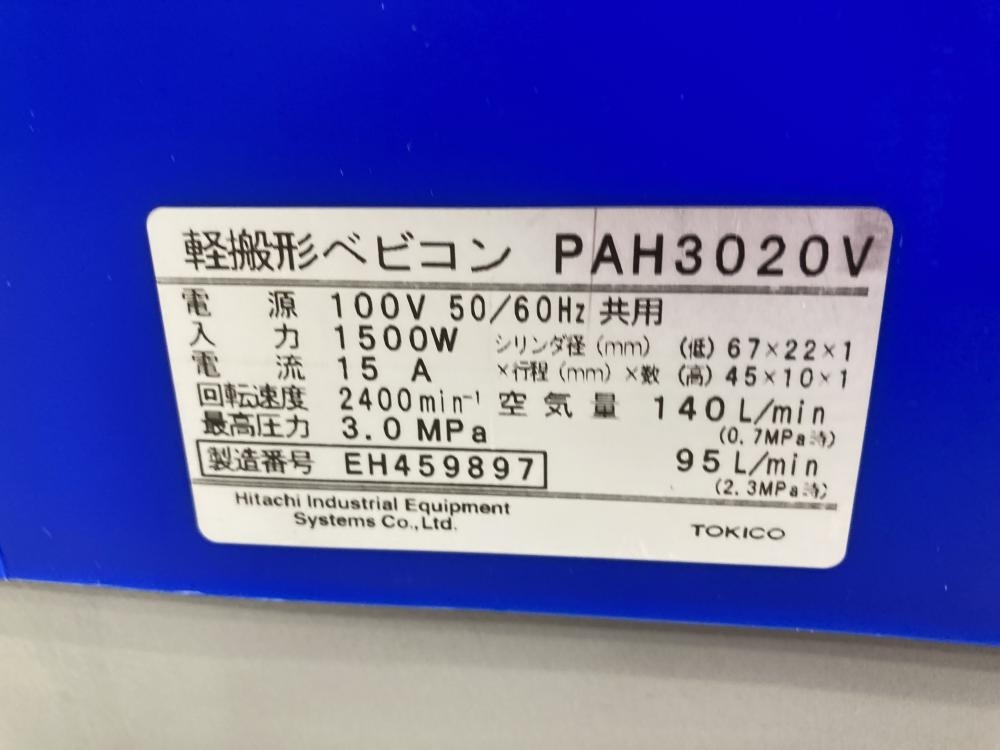 軽搬形ベビコン PAH3020V
電源 100V 50/60Hz 共用
入力 1500W
電流 15 A
回転速度 2400min⁻¹
最高圧力 3.0 MPa
シリンダ径(mm) (低) 67×22×1
×行程(mm)×数 (高) 45×10×1
空気量 140 L/min
(0.7MPa時)
95 L/min
(2.3MPa時)
製造番号 EH459897
Hitachi Industrial Equipment
Systems Co.,Ltd.
TOKICO